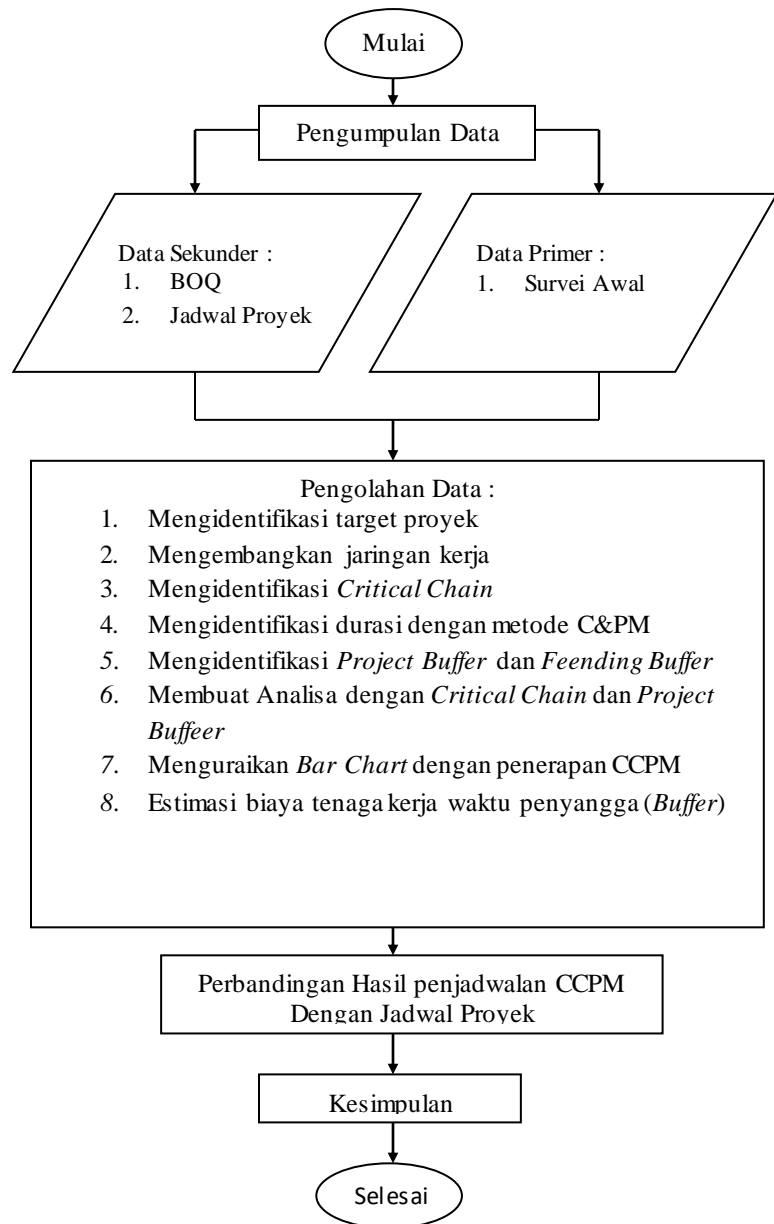 Mulai
Pengumpulan Data
Data Sekunder :
1. BOQ
2. Jadwal Proyek
Data Primer :
1. Survei Awal
Pengolahan Data :
1. Mengidentifikasi target proyek
2. Mengembangkan jaringan kerja
3. Mengidentifikasi Critical Chain
4. Mengidentifikasi durasi dengan metode C&PM
5. Mengidentifikasi Project Buffer dan Feending Buffer
6. Membuat Analisa dengan Critical Chain dan Project
Buffeer
7. Menguraikan Bar Chart dengan penerapan CCPM
8. Estimasi biaya tenaga kerja waktu penyangga (Buffer)
Perbandingan Hasil penjadwalan CCPM
Dengan Jadwal Proyek
Kesimpulan
Selesai